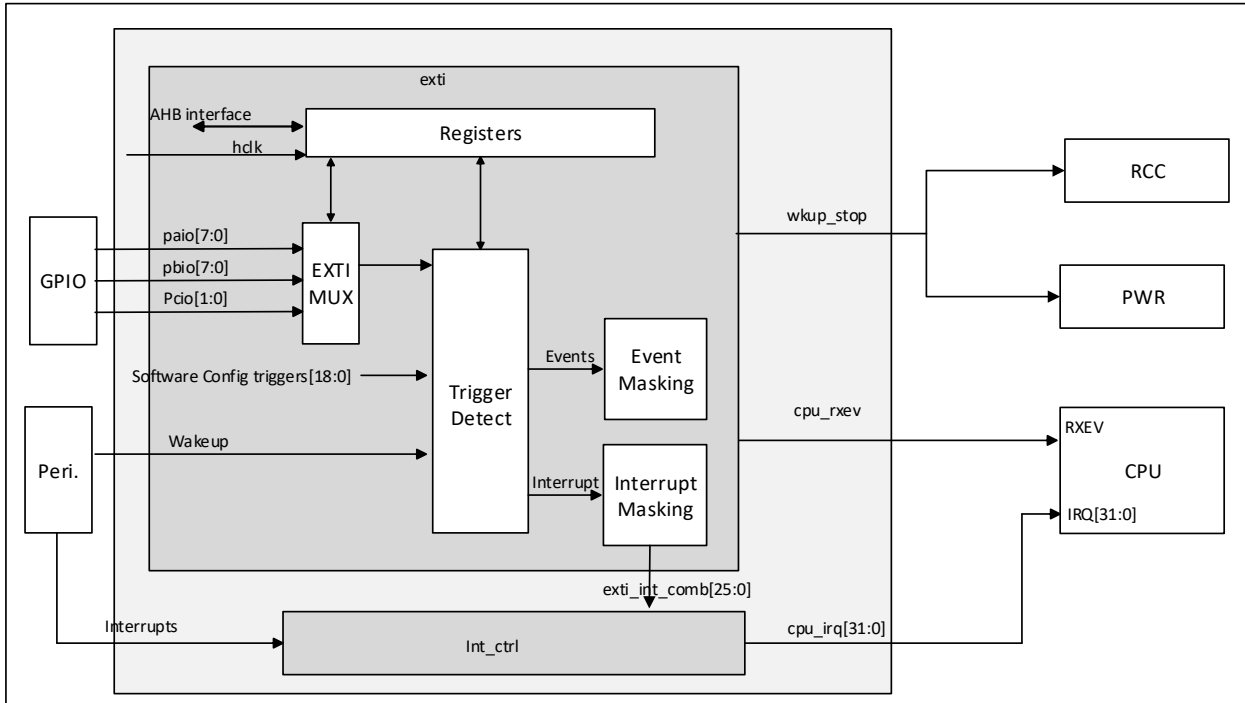 exti
AHB interface
Registers
hclk
RCC
wkup_stop
paio[7:0]
pbio[7:0]
Pcio[1:0]
GPIO
EXTI
MUX
PWR
Events
Event
Masking
Software Config triggers[18:0]
Trigger
Detect
cpu_rxev
RXEV
Wakeup
Peri.
CPU
Interrupt
Interrupt
Masking
IRQ[31:0]
exti_int_comb[25:0]
Interrupts
Int_ctrl
cpu_irq[31:0]